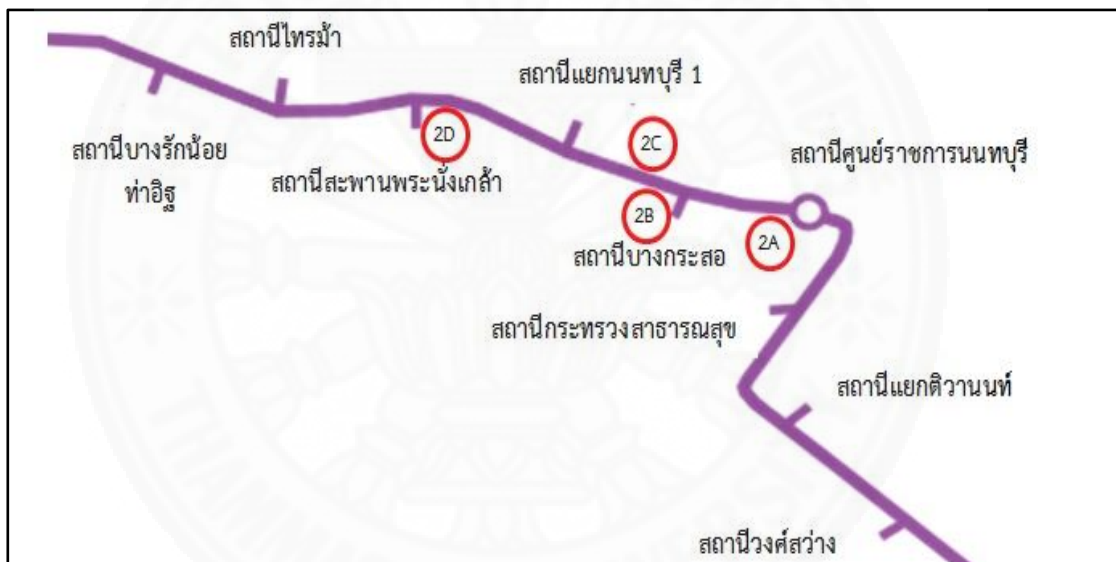 สถานีไทรม้า
สถานีแยกนนทบุรี 1
สถานีบางรักน้อย
ท่าอิฐ
2D
สถานีสะพานพระนั่งเกล้า
2C
สถานีศูนย์ราชการนนทบุรี
2B
2A
สถานีบางกระสอ
สถานีกระทรวงสาธารณสุข
สถานีแยกติวานนท์
สถานีวงศ์สว่าง